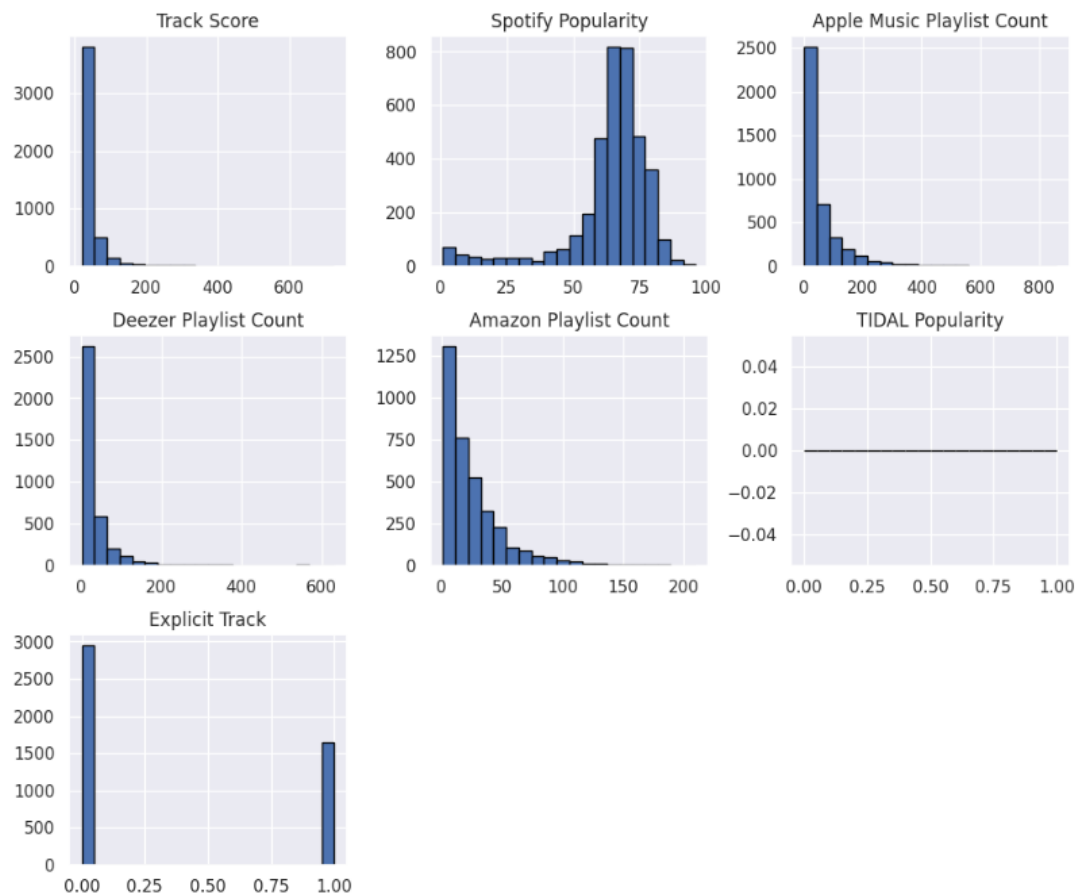 Track Score
3000
2000
1000
0
0 200 400 600
Spotify Popularity
800
600
400
200
0
0 25 50 75 100
Apple Music Playlist Count
2500
2000
1500
1000
500
0
0 200 400 600 800
Deezer Playlist Count
2500
2000
1500
1000
500
0
0 200 400 600
Amazon Playlist Count
1250
1000
750
500
250
0
0 50 100 150 200
TIDAL Popularity
0.04
0.02
0.00
−0.02
−0.04
0.00 0.25 0.50 0.75 1.00
Explicit Track
3000
2500
2000
1500
1000
500
0
0.00 0.25 0.50 0.75 1.00